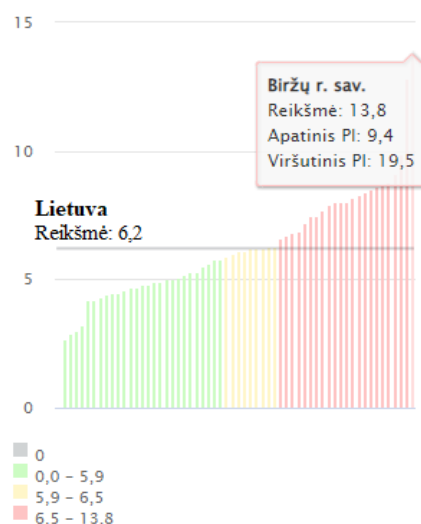 15
Biržų r. sav.
Reikšmė: 13,8
Apatinis PI: 9,4
Viršutinis PI: 19,5
10
Lietuva
Reikšmė: 6,2
5
0
0
0,0 – 5,9
5,9 – 6,5
6,5 – 13,8